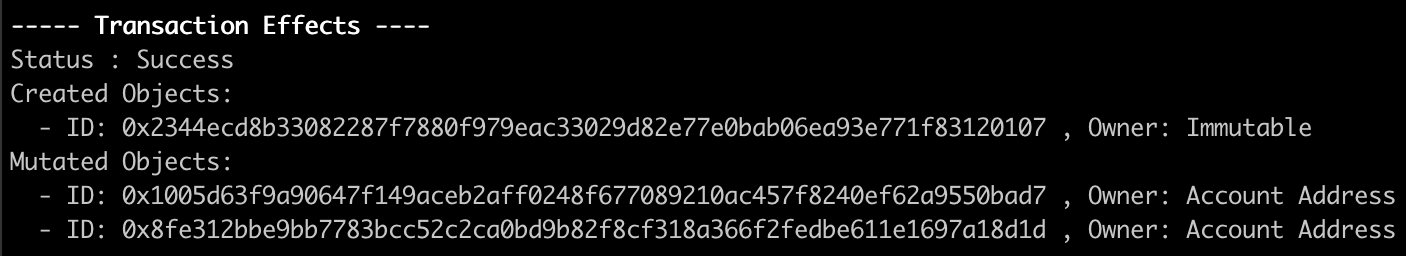 ----- Transaction Effects ----
Status : Success
Created Objects:
  - ID: 0x2344ecd8b33082287f7880f979eac33029d82e77e0bab06ea93e771f83120107 , Owner: Immutable
Mutated Objects:
  - ID: 0x1005d63f9a90647f149aceb2aff0248f677089210ac457f8240ef62a9550bad7 , Owner: Account Address
  - ID: 0x8fe312bbe9bb7783bcc52c2ca0bd9b82f8cf318a366f2fedbe611e1697a18d1d , Owner: Account Address